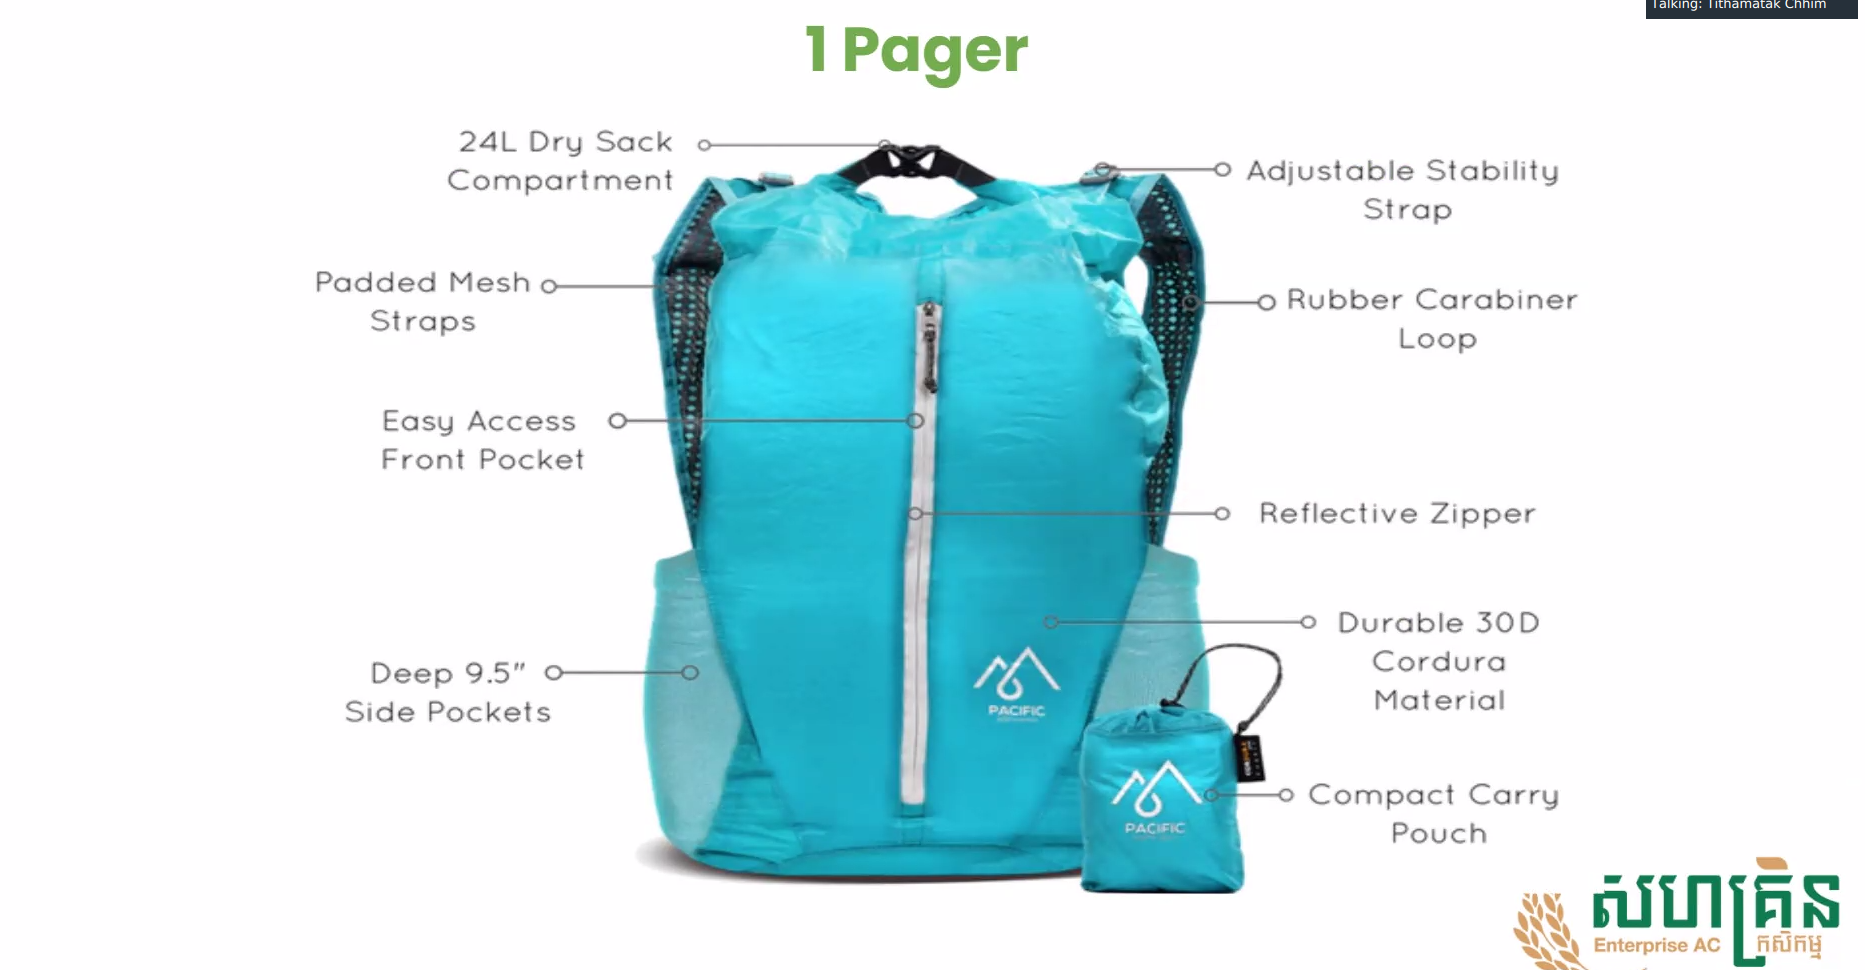 Talking: Tithamatak Chhim
1 Pager
24L Dry Sack
Compartment
Adjustable Stability
Strap
Padded Mesh
Straps
Rubber Carabiner
Loop
Easy Access
Front Pocket
Reflective Zipper
Durable 30D
Cordura
Material
Deep 9.5"
Side Pockets
PACIFIC
Compact Carry
Pouch
PACIFIC
សហគ្រិន
Enterprise AC
កសិកម្ម